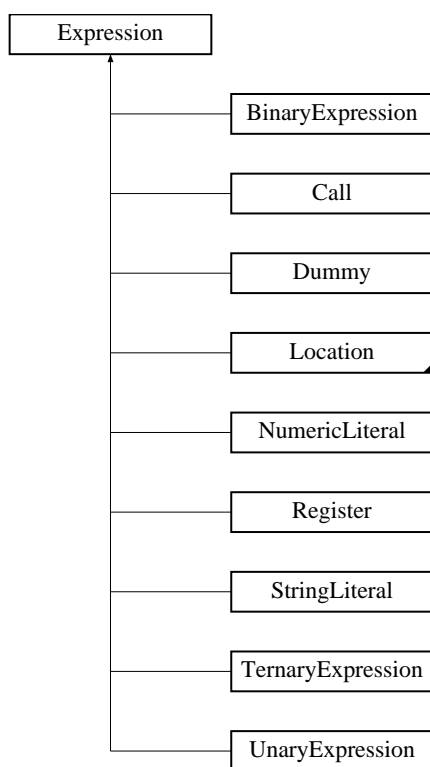 Expression
BinaryExpression
Call
Dummy
Location
NumericLiteral
Register
StringLiteral
TernaryExpression
UnaryExpression